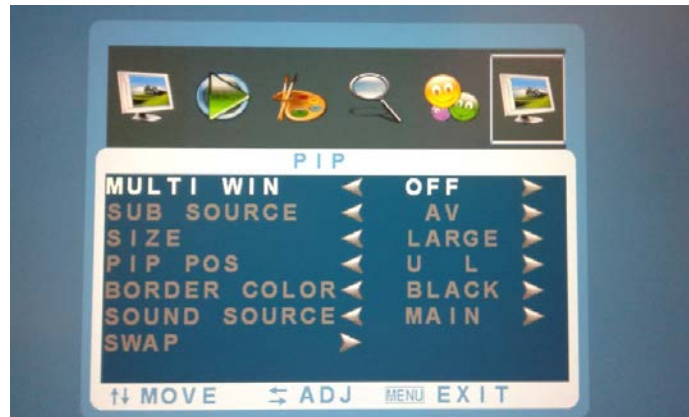 PIP
MULTI WIN OFF
SUB SOURCE AV
SIZE LARGE
PIP POS U L
BORDER COLOR BLACK
SOUND SOURCE MAIN
SWAP
MOVE ADJ MENU EXIT